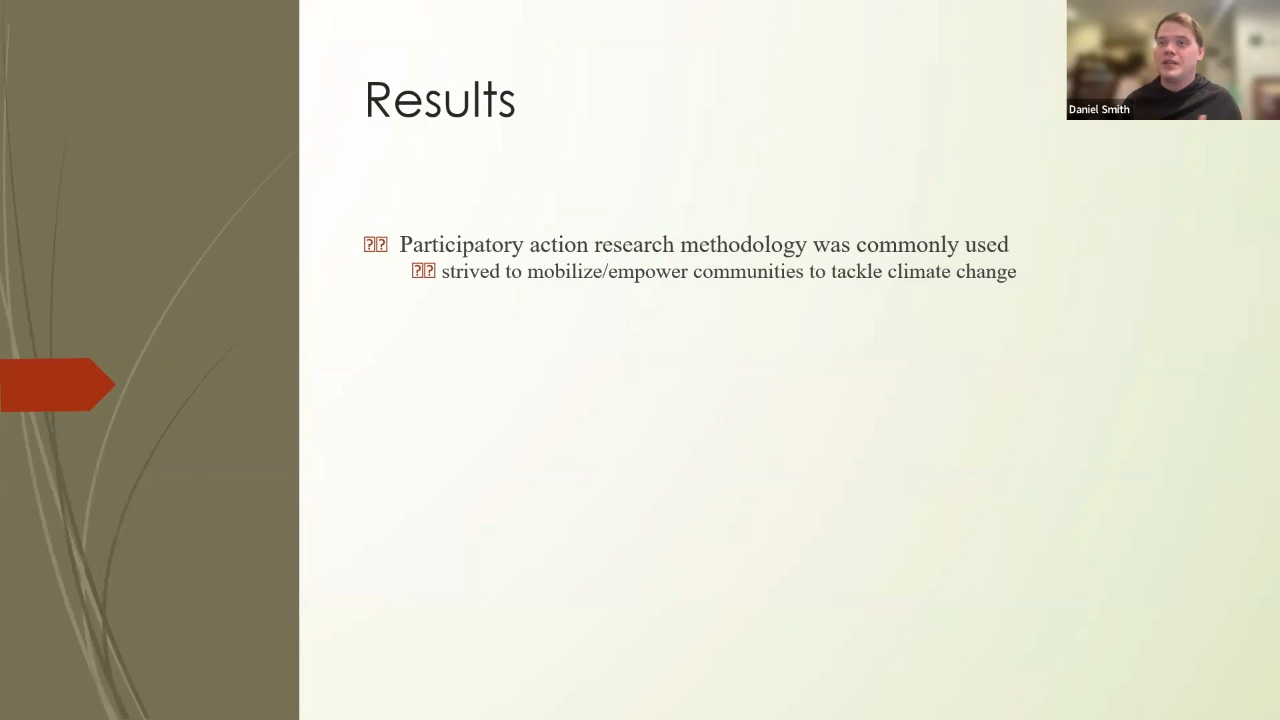 Results
Daniel Smith
Participatory action research methodology was commonly used
strived to mobilize/empower communities to tackle climate change